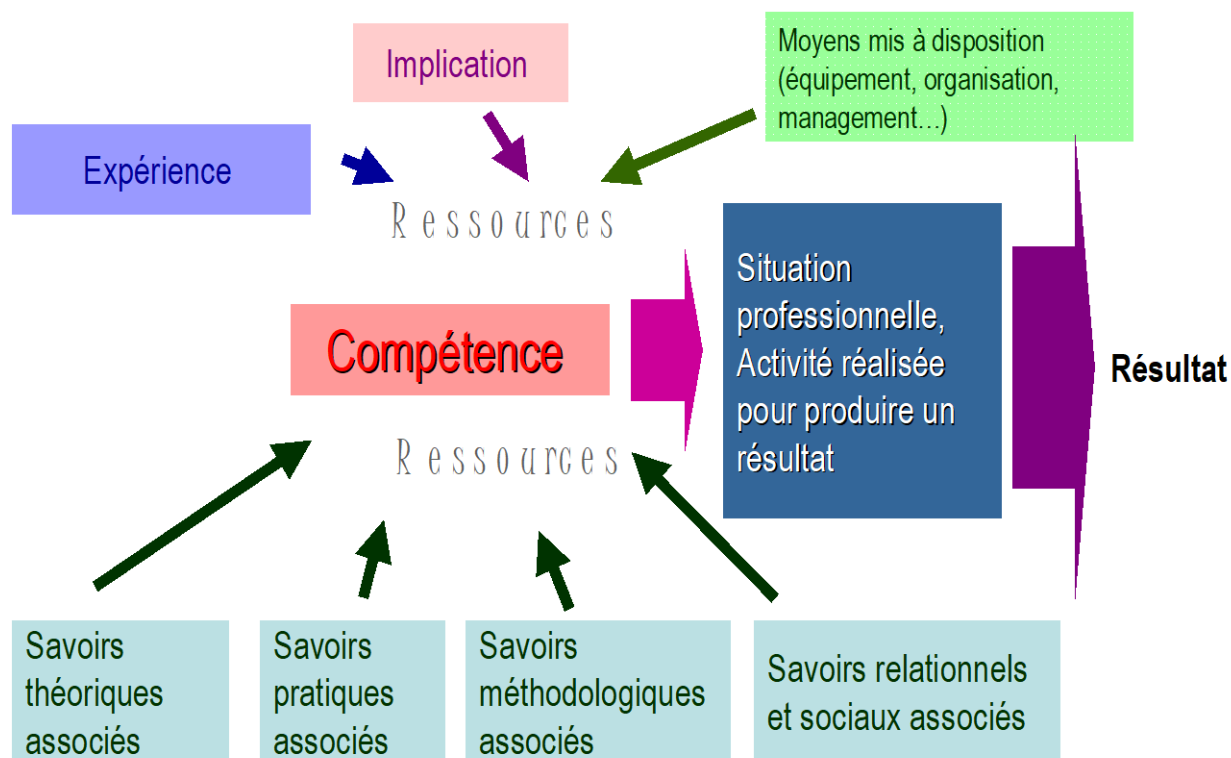 Implication
Moyens mis à disposition
(équipement, organisation,
management…)
Expérience
Ressources
Situation
professionnelle,
Activité réalisée
pour produire un
résultat
Compétence
Résultat
Ressources
Savoirs
théoriques
associés
Savoirs
pratiques
associés
Savoirs
méthodologiques
associés
Savoirs relationnels
et sociaux associés